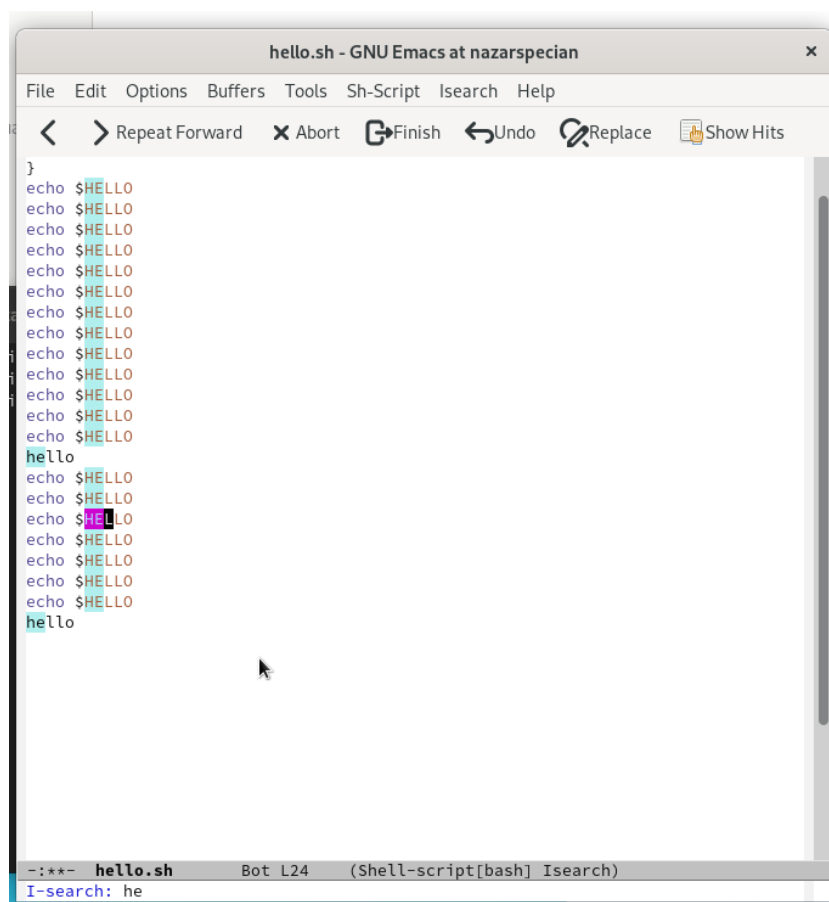 hello.sh - GNU Emacs at nazarspecian
File Edit Options Buffers Tools Sh-Script Isearch Help
Repeat Forward Abort Finish Undo Replace Show Hits
}
echo $HELLO
echo $HELLO
echo $HELLO
echo $HELLO
echo $HELLO
echo $HELLO
echo $HELLO
echo $HELLO
echo $HELLO
echo $HELLO
echo $HELLO
echo $HELLO
echo $HELLO
hello
echo $HELLO
echo $HELLO
echo $HELLO
echo $HELLO
echo $HELLO
echo $HELLO
echo $HELLO
hello
-:**- hello.sh Bot L24 (Shell-script[bash] Isearch)
I-search: he